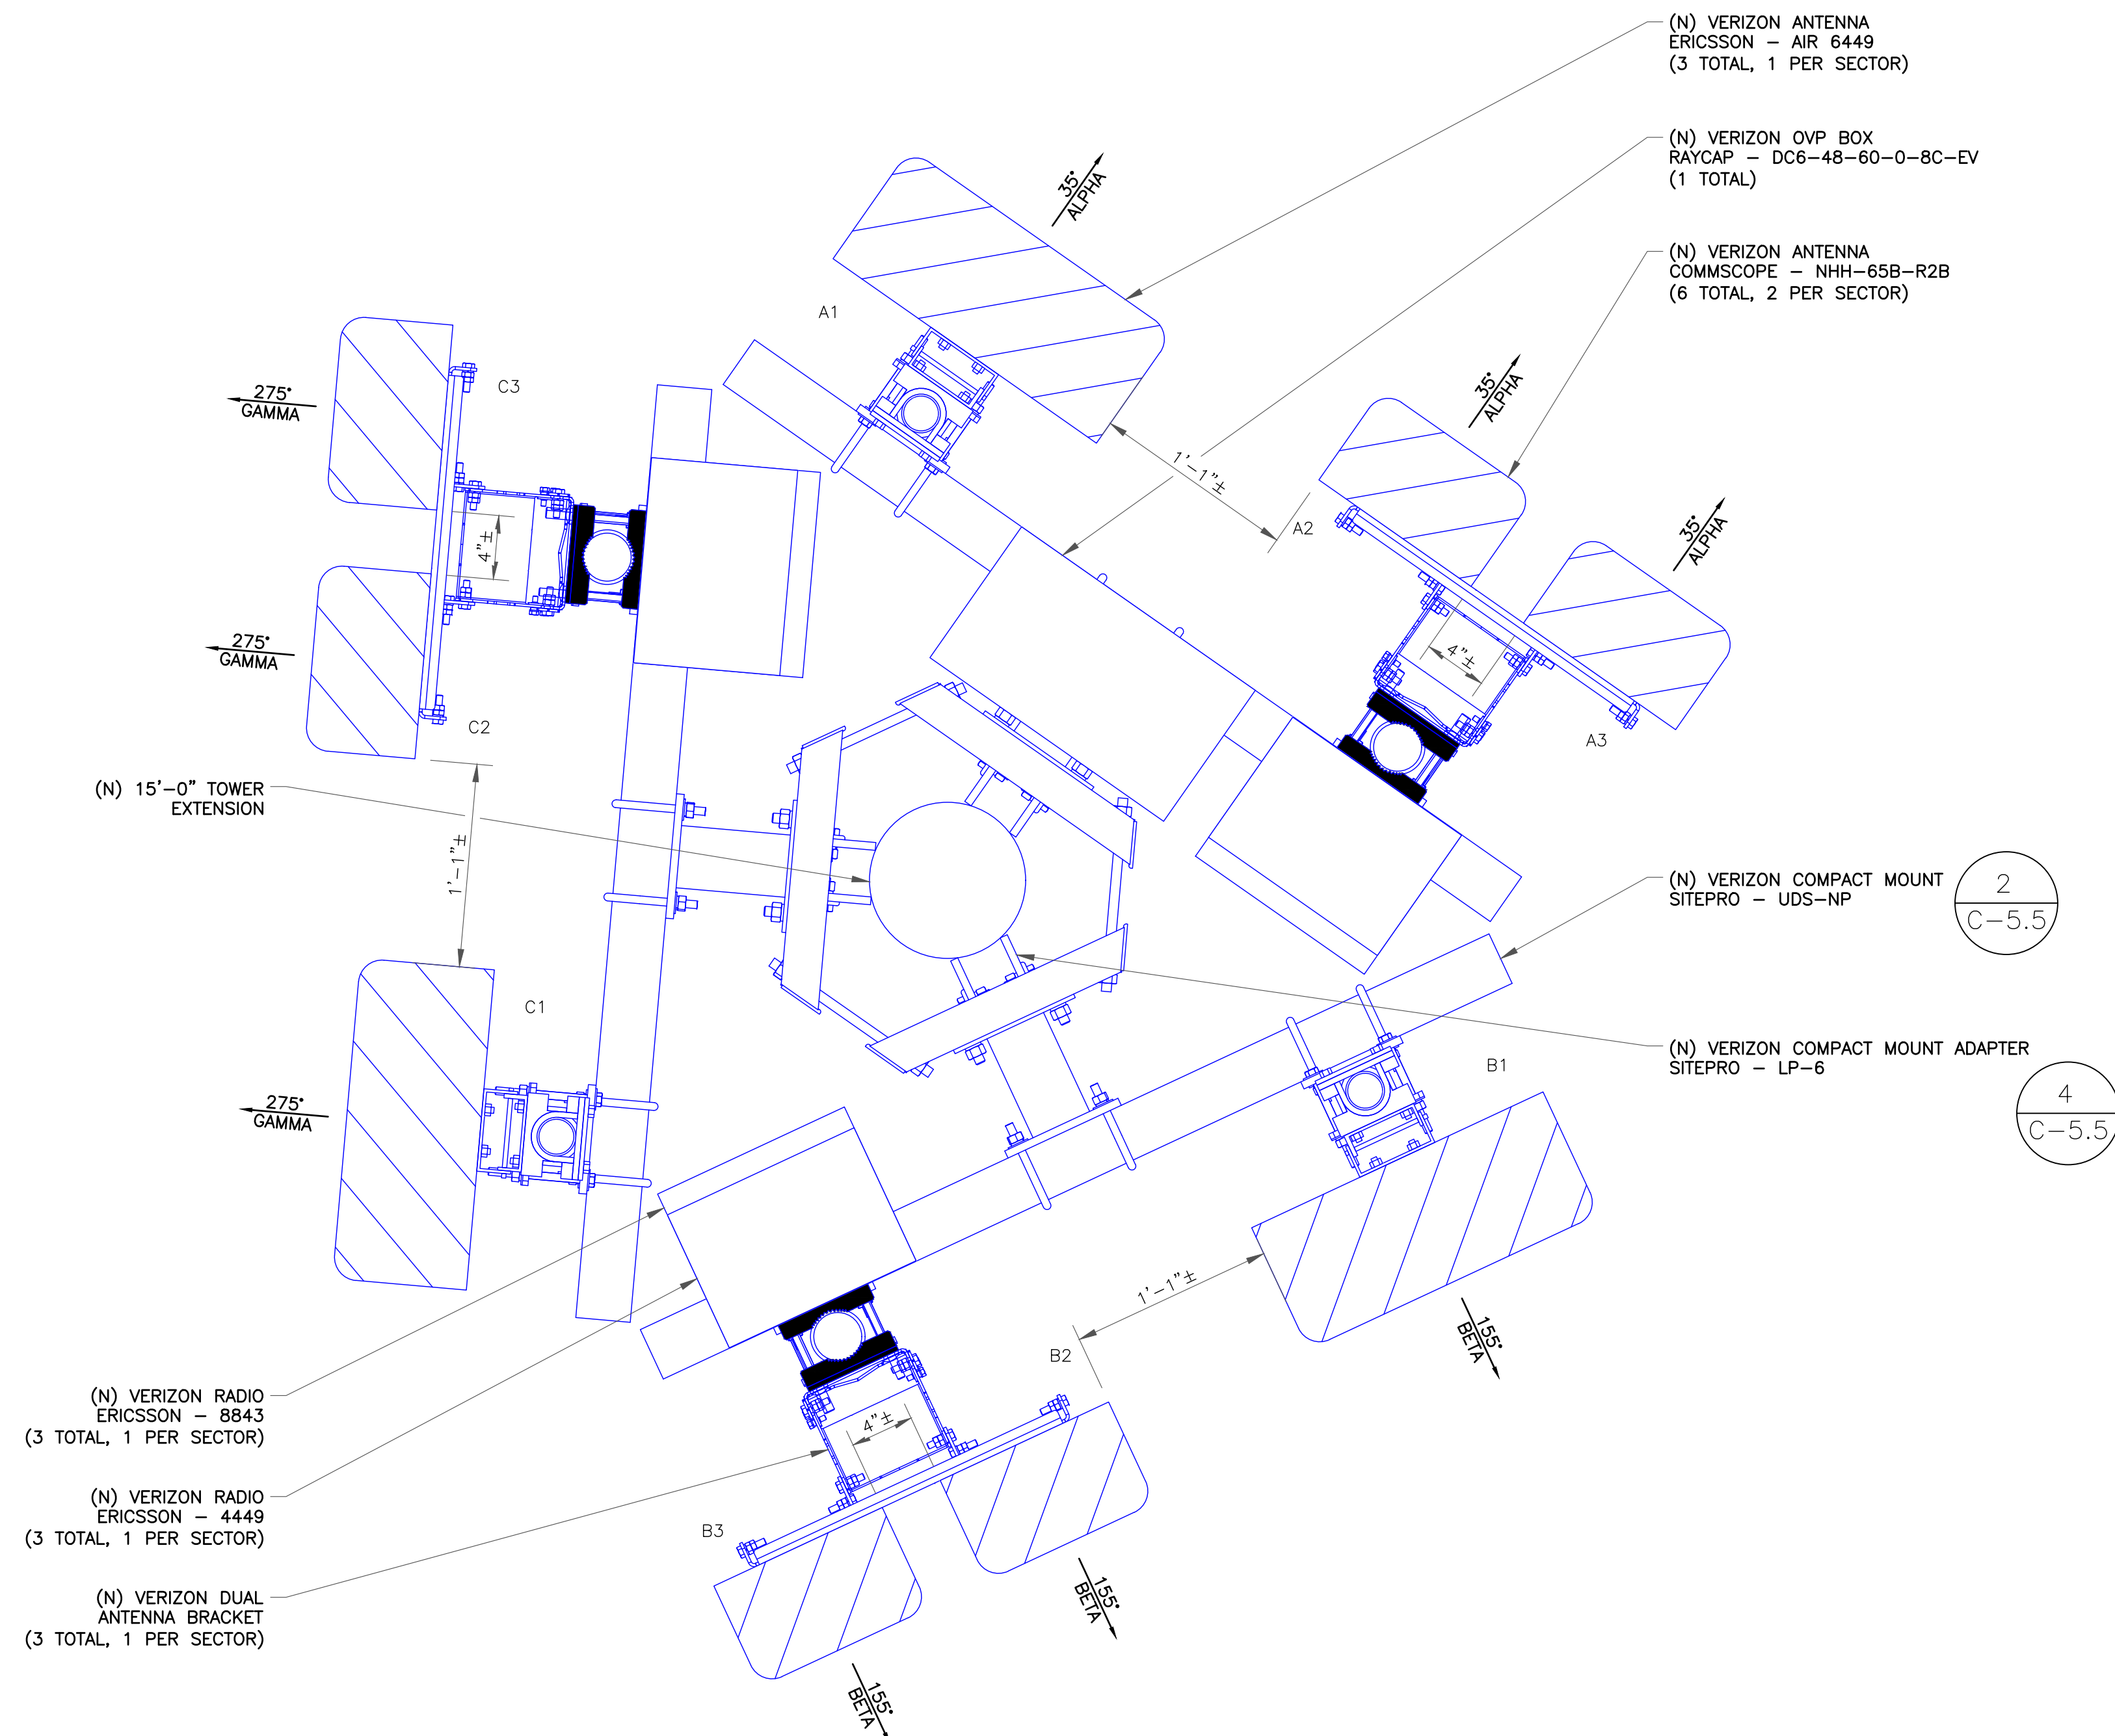 (N) VERIZON ANTENNA
ERICSSON – AIR 6449
(3 TOTAL, 1 PER SECTOR)
(N) VERIZON OVP BOX
RAYCAP – DC6–48–60–0–8C–EV
(1 TOTAL)
(N) VERIZON ANTENNA
COMMSCOPE – NHH–65B–R2B
(6 TOTAL, 2 PER SECTOR)
35°
ALPHA
A1
1'–1"±
35°
ALPHA
A2
35°
ALPHA
4"±
A3
275°
GAMMA
C3
4"±
275°
GAMMA
C2
(N) 15'–0" TOWER
EXTENSION
1'–1"±
C1
275°
GAMMA
(N) VERIZON COMPACT MOUNT
SITEPRO – UDS–NP
2
C–5.5
(N) VERIZON COMPACT MOUNT ADAPTER
SITEPRO – LP–6
4
C–5.5
B1
1'–1"±
155°
BETA
B2
4"±
B3
155°
BETA
155°
BETA
(N) VERIZON RADIO
ERICSSON – 8843
(3 TOTAL, 1 PER SECTOR)
(N) VERIZON RADIO
ERICSSON – 4449
(3 TOTAL, 1 PER SECTOR)
(N) VERIZON DUAL
ANTENNA BRACKET
(3 TOTAL, 1 PER SECTOR)